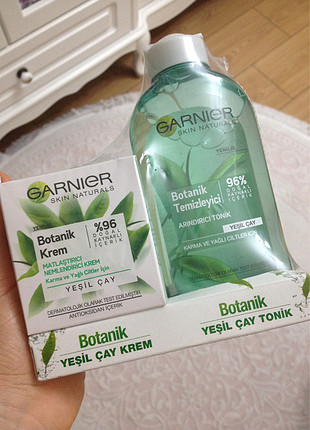 GARNIER
SKIN NATURALS
%96
DOĞAL
KAYNAKLI
İÇERİK
Botanik
Krem
MATLAŞTIRICI
NEMLENDİRİCİ KREM
Karma ve Yağlı Ciltler için
YEŞİL ÇAY
DERMATOLOJİK OLARAK TEST EDİLMİŞTİR
ANTİOKSİDAN İÇERİK
GARNIER
SKIN NATURALS
Botanik
Temizleyici
96%
DOĞAL
KAYNAKLI
İÇERİK
ARINDIRICI TONİK
YEŞİL ÇAY
KARMA VE YAĞLI CİLTLER İÇİN
Botanik
YEŞİL ÇAY KREM
Botanik
YEŞİL ÇAY TONİK